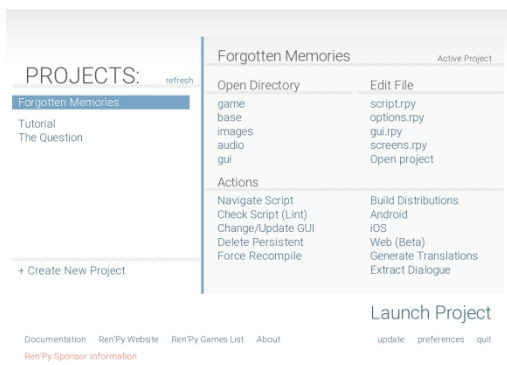 PROJECTS:
refresh
Forgotten Memories
Tutorial
The Question
+ Create New Project
Forgotten Memories
Active Project
Open Directory
game
base
images
audio
gui
Edit File
script.rpy
options.rpy
gui.rpy
screens.rpy
Open project
Actions
Navigate Script
Check Script (Lint)
Change/Update GUI
Delete Persistent
Force Recompile
Build Distributions
Android
iOS
Web (Beta)
Generate Translations
Extract Dialogue
Launch Project
Documentation Ren'Py Website Ren'Py Games List About
update preferences quit
Ren'Py Sponsor Information